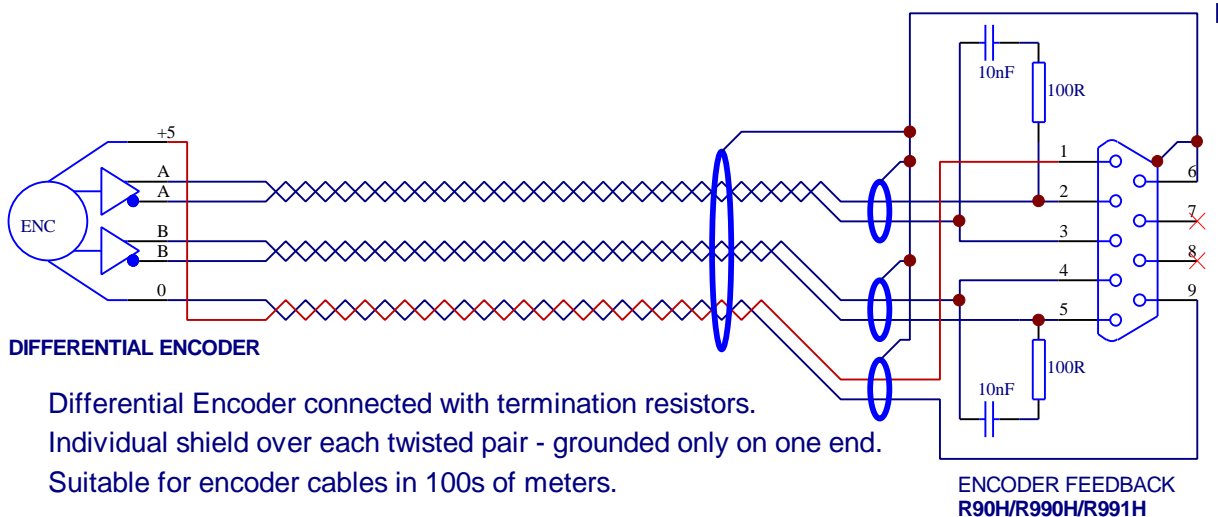 10nF
100R
+5
A
A
ENC
B
B
0
1
2
3
4
5
6
7
8
9
DIFFERENTIAL ENCODER
100R
10nF
Differential Encoder connected with termination resistors.
Individual shield over each twisted pair - grounded only on one end.
Suitable for encoder cables in 100s of meters.
ENCODER FEEDBACK
R90H/R990H/R991H